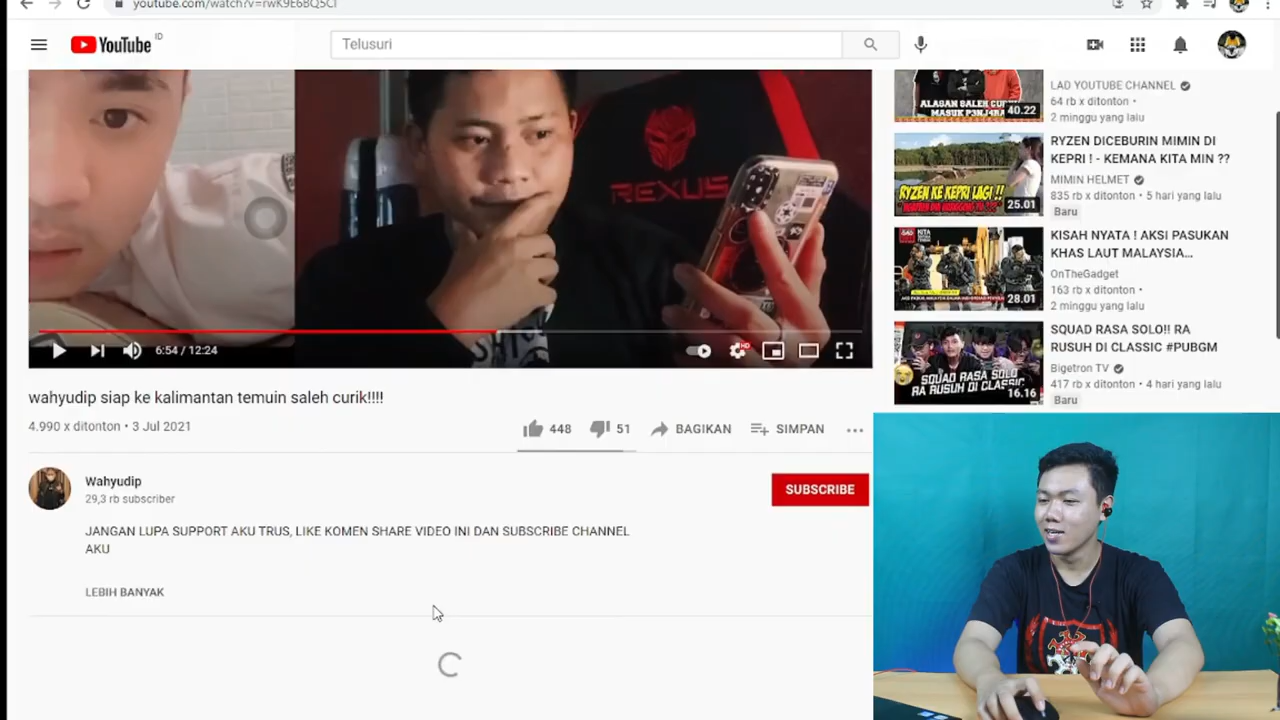 youtube.com/watch?v=rwK9E6BQ5CI
YouTube ID
Telusuri
REXUS
6:54 / 12:24
HD
wahyudip siap ke kalimantan temuin saleh curik!!!!
4.990 x ditonton • 3 Jul 2021
448
51
BAGIKAN
SIMPAN
Wahyudip
29,3 rb subscriber
SUBSCRIBE
JANGAN LUPA SUPPORT AKU TRUS, LIKE KOMEN SHARE VIDEO INI DAN SUBSCRIBE CHANNEL
AKU
LEBIH BANYAK
ALASAN SALEH
MASUK P3NJ4RA
40.22
LAD YOUTUBE CHANNEL
64 rb x ditonton •
2 minggu yang lalu
RYZEN KE KEPRI LAGI !!
25.01
RYZEN DICEBURIN MIMIN DI
KEPRI ! - KEMANA KITA MIN ??
MIMIN HELMET
835 rb x ditonton • 5 hari yang lalu
Baru
28.01
KISAH NYATA ! AKSI PASUKAN
KHAS LAUT MALAYSIA…
OnTheGadget
163 rb x ditonton •
2 minggu yang lalu
SQUAD RASA SOLO
RA RUSUH DI CLASSIC
16.16
SQUAD RASA SOLO!! RA
RUSUH DI CLASSIC #PUBGM
Bigetron TV
417 rb x ditonton • 4 hari yang lalu
Baru